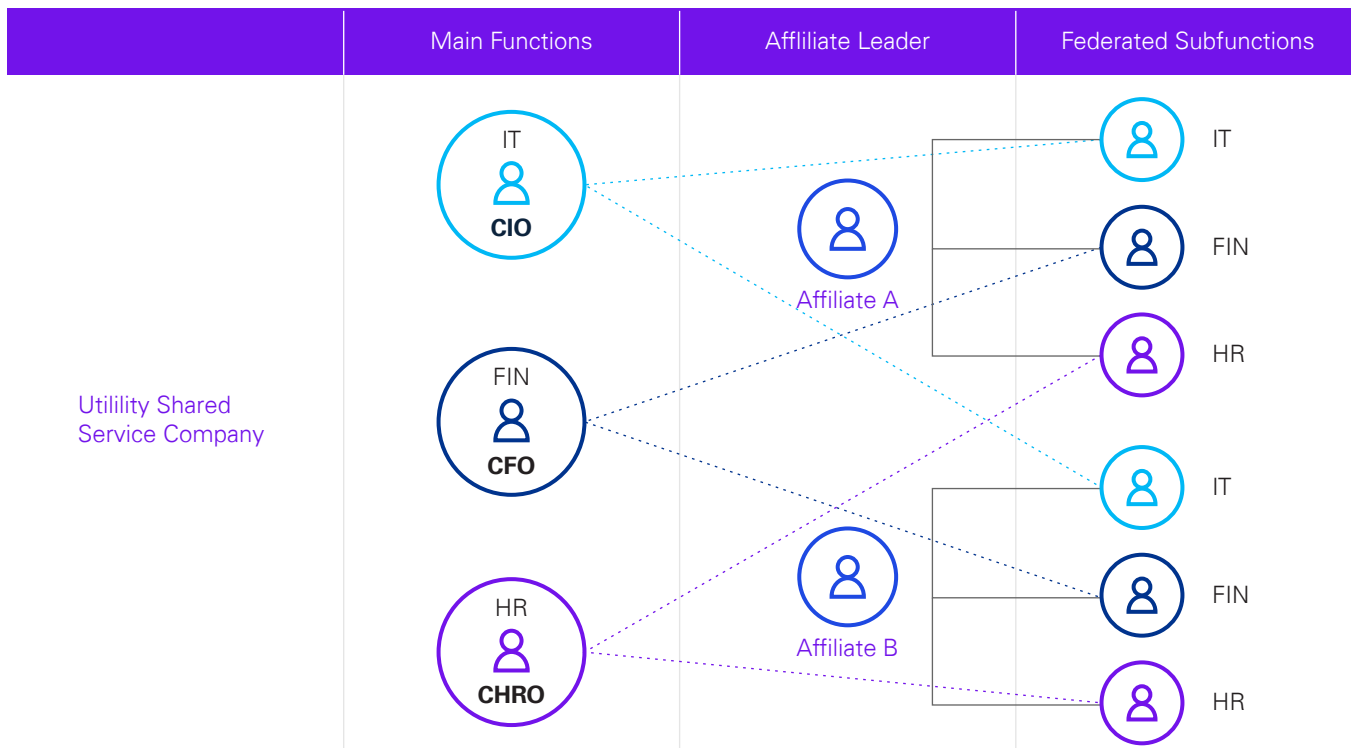 Main Functions
Affliliate Leader
Federated Subfunctions
Utilility Shared
Service Company
IT
CIO
FIN
CFO
HR
CHRO
Affiliate A
Affiliate B
IT
FIN
HR
IT
FIN
HR